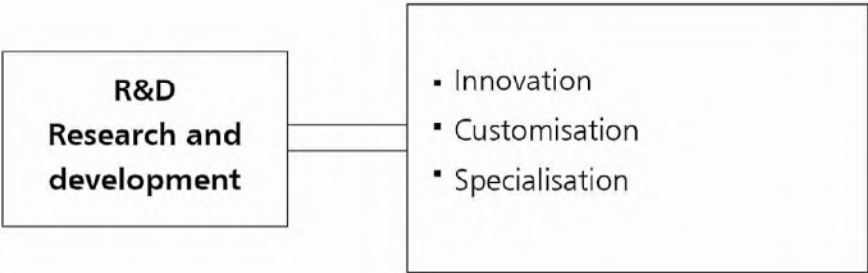 R&D
Research and
development
▪ Innovation
▪ Customisation
▪ Specialisation